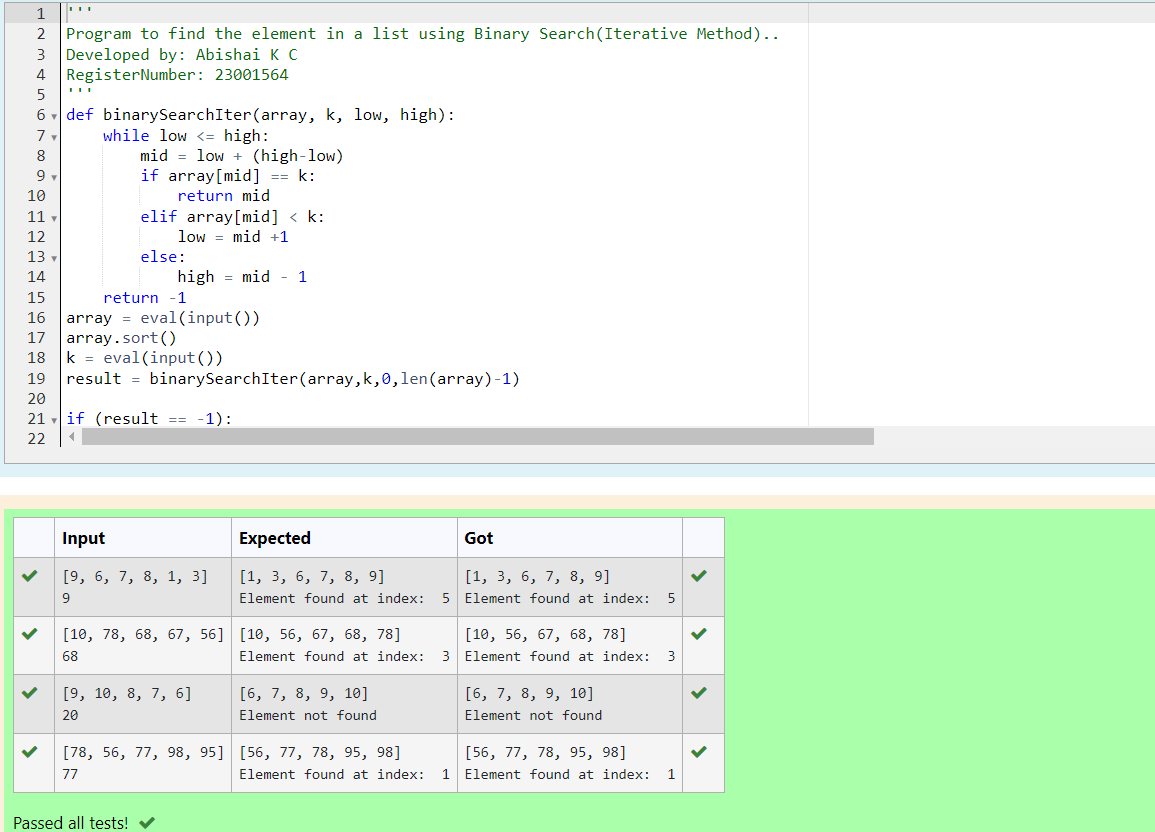 1 '''
2 Program to find the element in a list using Binary Search(Iterative Method)..
3 Developed by: Abishai K C
4 RegisterNumber: 23001564
5 '''
6 def binarySearchIter(array, k, low, high):
7     while low <= high:
8         mid = low + (high-low)
9         if array[mid] == k:
10             return mid
11         elif array[mid] < k:
12             low = mid +1
13         else:
14             high = mid - 1
15     return -1
16 array = eval(input())
17 array.sort()
18 k = eval(input())
19 result = binarySearchIter(array,k,0,len(array)-1)
20
21 if (result == -1):
22
Input Expected Got
[9, 6, 7, 8, 1, 3] [1, 3, 6, 7, 8, 9] [1, 3, 6, 7, 8, 9]
9 Element found at index:  5 Element found at index:  5
[10, 78, 68, 67, 56] [10, 56, 67, 68, 78] [10, 56, 67, 68, 78]
68 Element found at index:  3 Element found at index:  3
[9, 10, 8, 7, 6] [6, 7, 8, 9, 10] [6, 7, 8, 9, 10]
20 Element not found Element not found
[78, 56, 77, 98, 95] [56, 77, 78, 95, 98] [56, 77, 78, 95, 98]
77 Element found at index:  1 Element found at index:  1
Passed all tests!